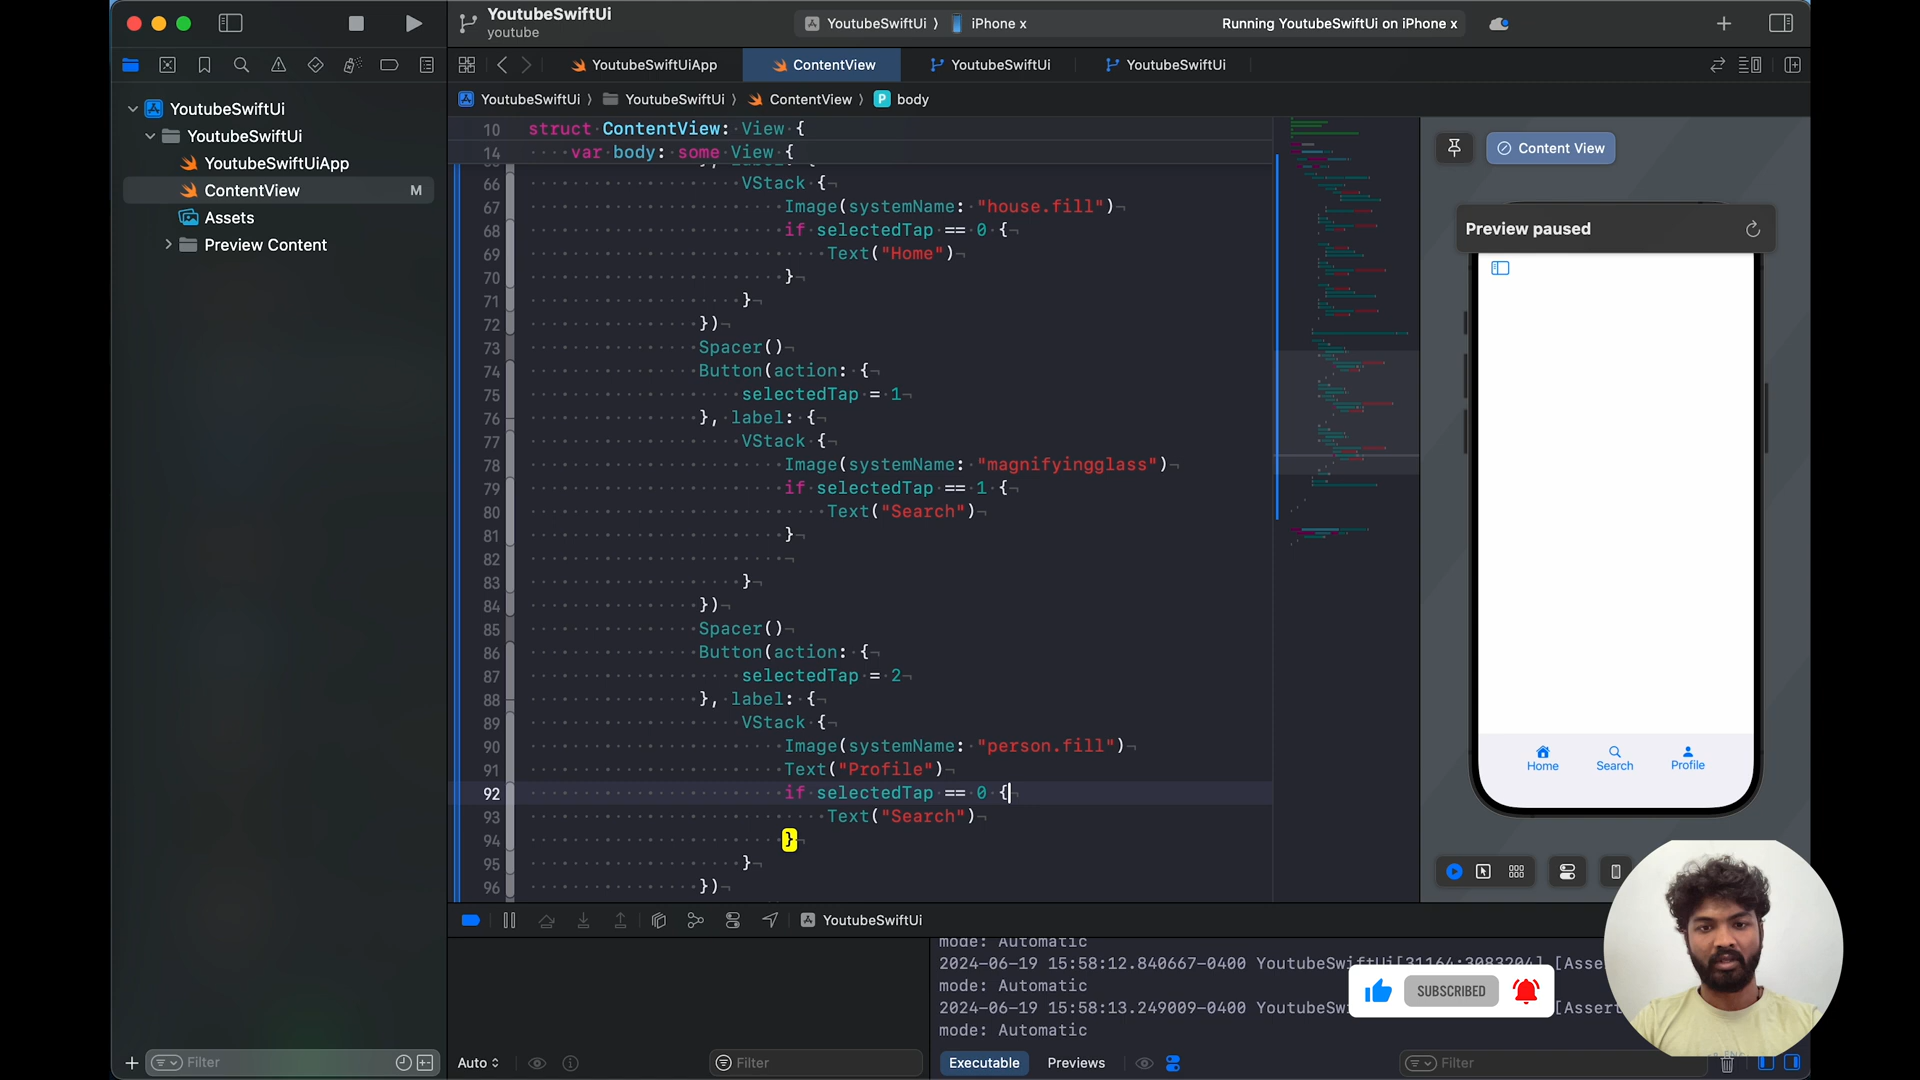 YoutubeSwiftUi
youtube
YoutubeSwiftUi
iPhone x
Running YoutubeSwiftUi on iPhone x
YoutubeSwiftUiApp
ContentView
YoutubeSwiftUi
YoutubeSwiftUi
YoutubeSwiftUi
YoutubeSwiftUi
ContentView
P
body
YoutubeSwiftUi
YoutubeSwiftUi
YoutubeSwiftUiApp
ContentView
M
Assets
Preview Content
10 struct ContentView: View {
14 var body: some View {
66 VStack {
67 Image(systemName: "house.fill")
68 if selectedTap == 0 {
69 Text("Home")
70 }
71 }
72 })
73 Spacer()
74 Button(action: {
75 selectedTap = 1
76 }, label: {
77 VStack {
78 Image(systemName: "magnifyingglass")
79 if selectedTap == 1 {
80 Text("Search")
81 }
82
83 }
84 })
85 Spacer()
86 Button(action: {
87 selectedTap = 2
88 }, label: {
89 VStack {
90 Image(systemName: "person.fill")
91 Text("Profile")
92 if selectedTap == 0 {
93 Text("Search")
94 }
95 }
96 })
Content View
Preview paused
Home
Search
Profile
YoutubeSwiftUi
mode: Automatic
2024-06-19 15:58:12.840667-0400 YoutubeSwiftUi[31164:3083204] [Asse
mode: Automatic
2024-06-19 15:58:13.249009-0400 YoutubeSw
[Assert
mode: Automatic
SUBSCRIBED
Filter
Auto
Filter
Executable
Previews
Filter